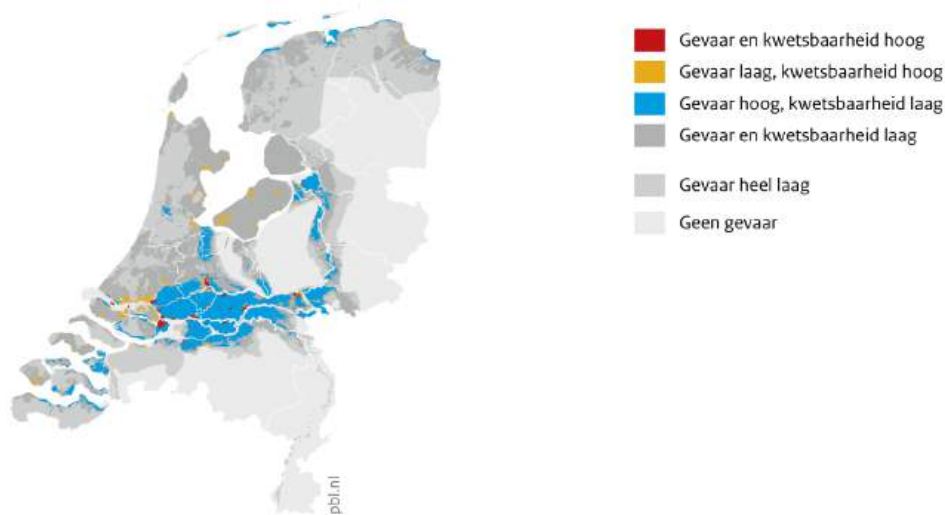 Gevaar en kwetsbaarheid hoog
Gevaar laag, kwetsbaarheid hoog
Gevaar hoog, kwetsbaarheid laag
Gevaar en kwetsbaarheid laag
Gevaar heel laag
Geen gevaar
pbl.nl